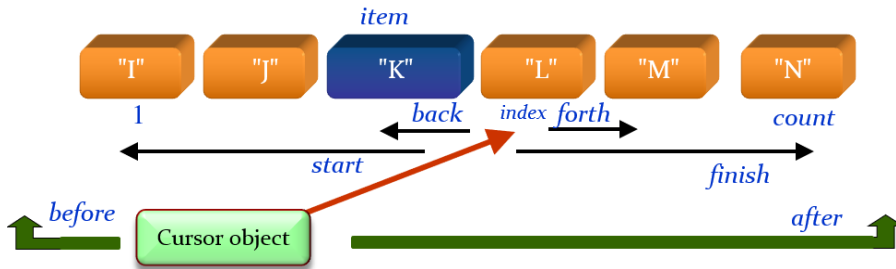 item
"I" "J" "K" "L" "M" "N"
1 back index forth count
start finish
before Cursor object after